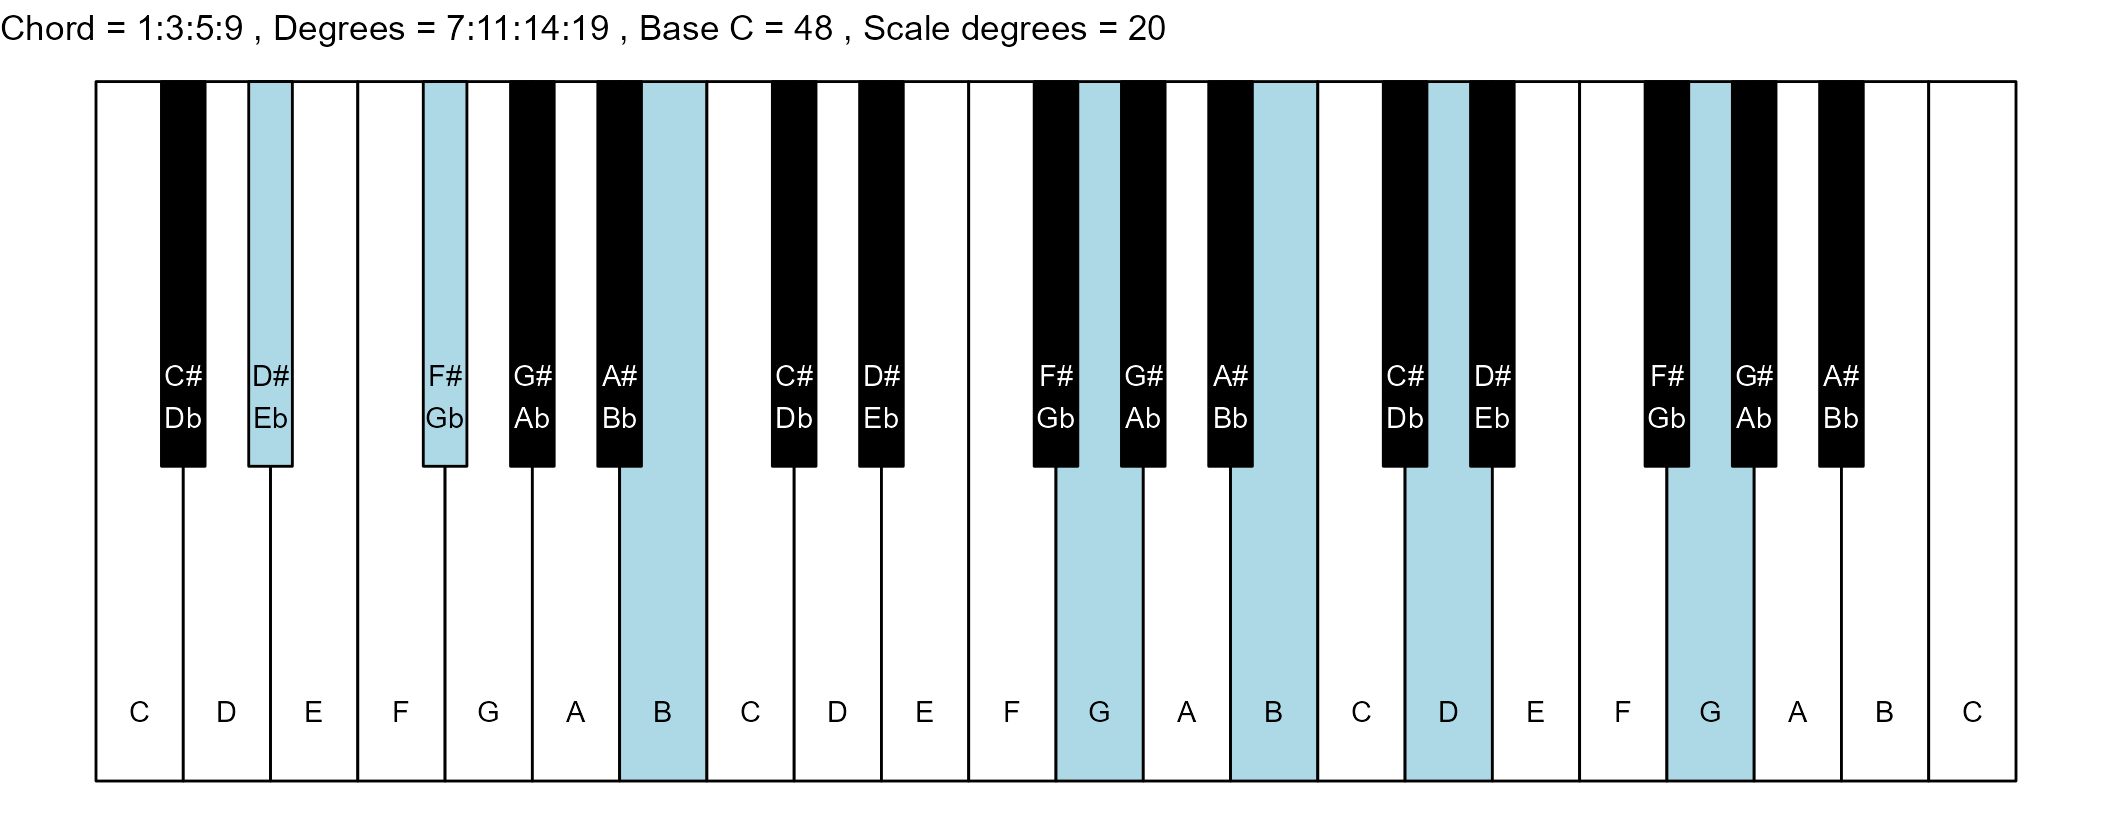 Chord = 1:3:5:9 , Degrees = 7:11:14:19 , Base C = 48 , Scale degrees = 20
C# D# F# G# A# C# D# F# G# A# C# D# F# G# A#
Db Eb Gb Ab Bb Db Eb Gb Ab Bb Db Eb Gb Ab Bb
C D E F G A B C D E F G A B C D E F G A B C